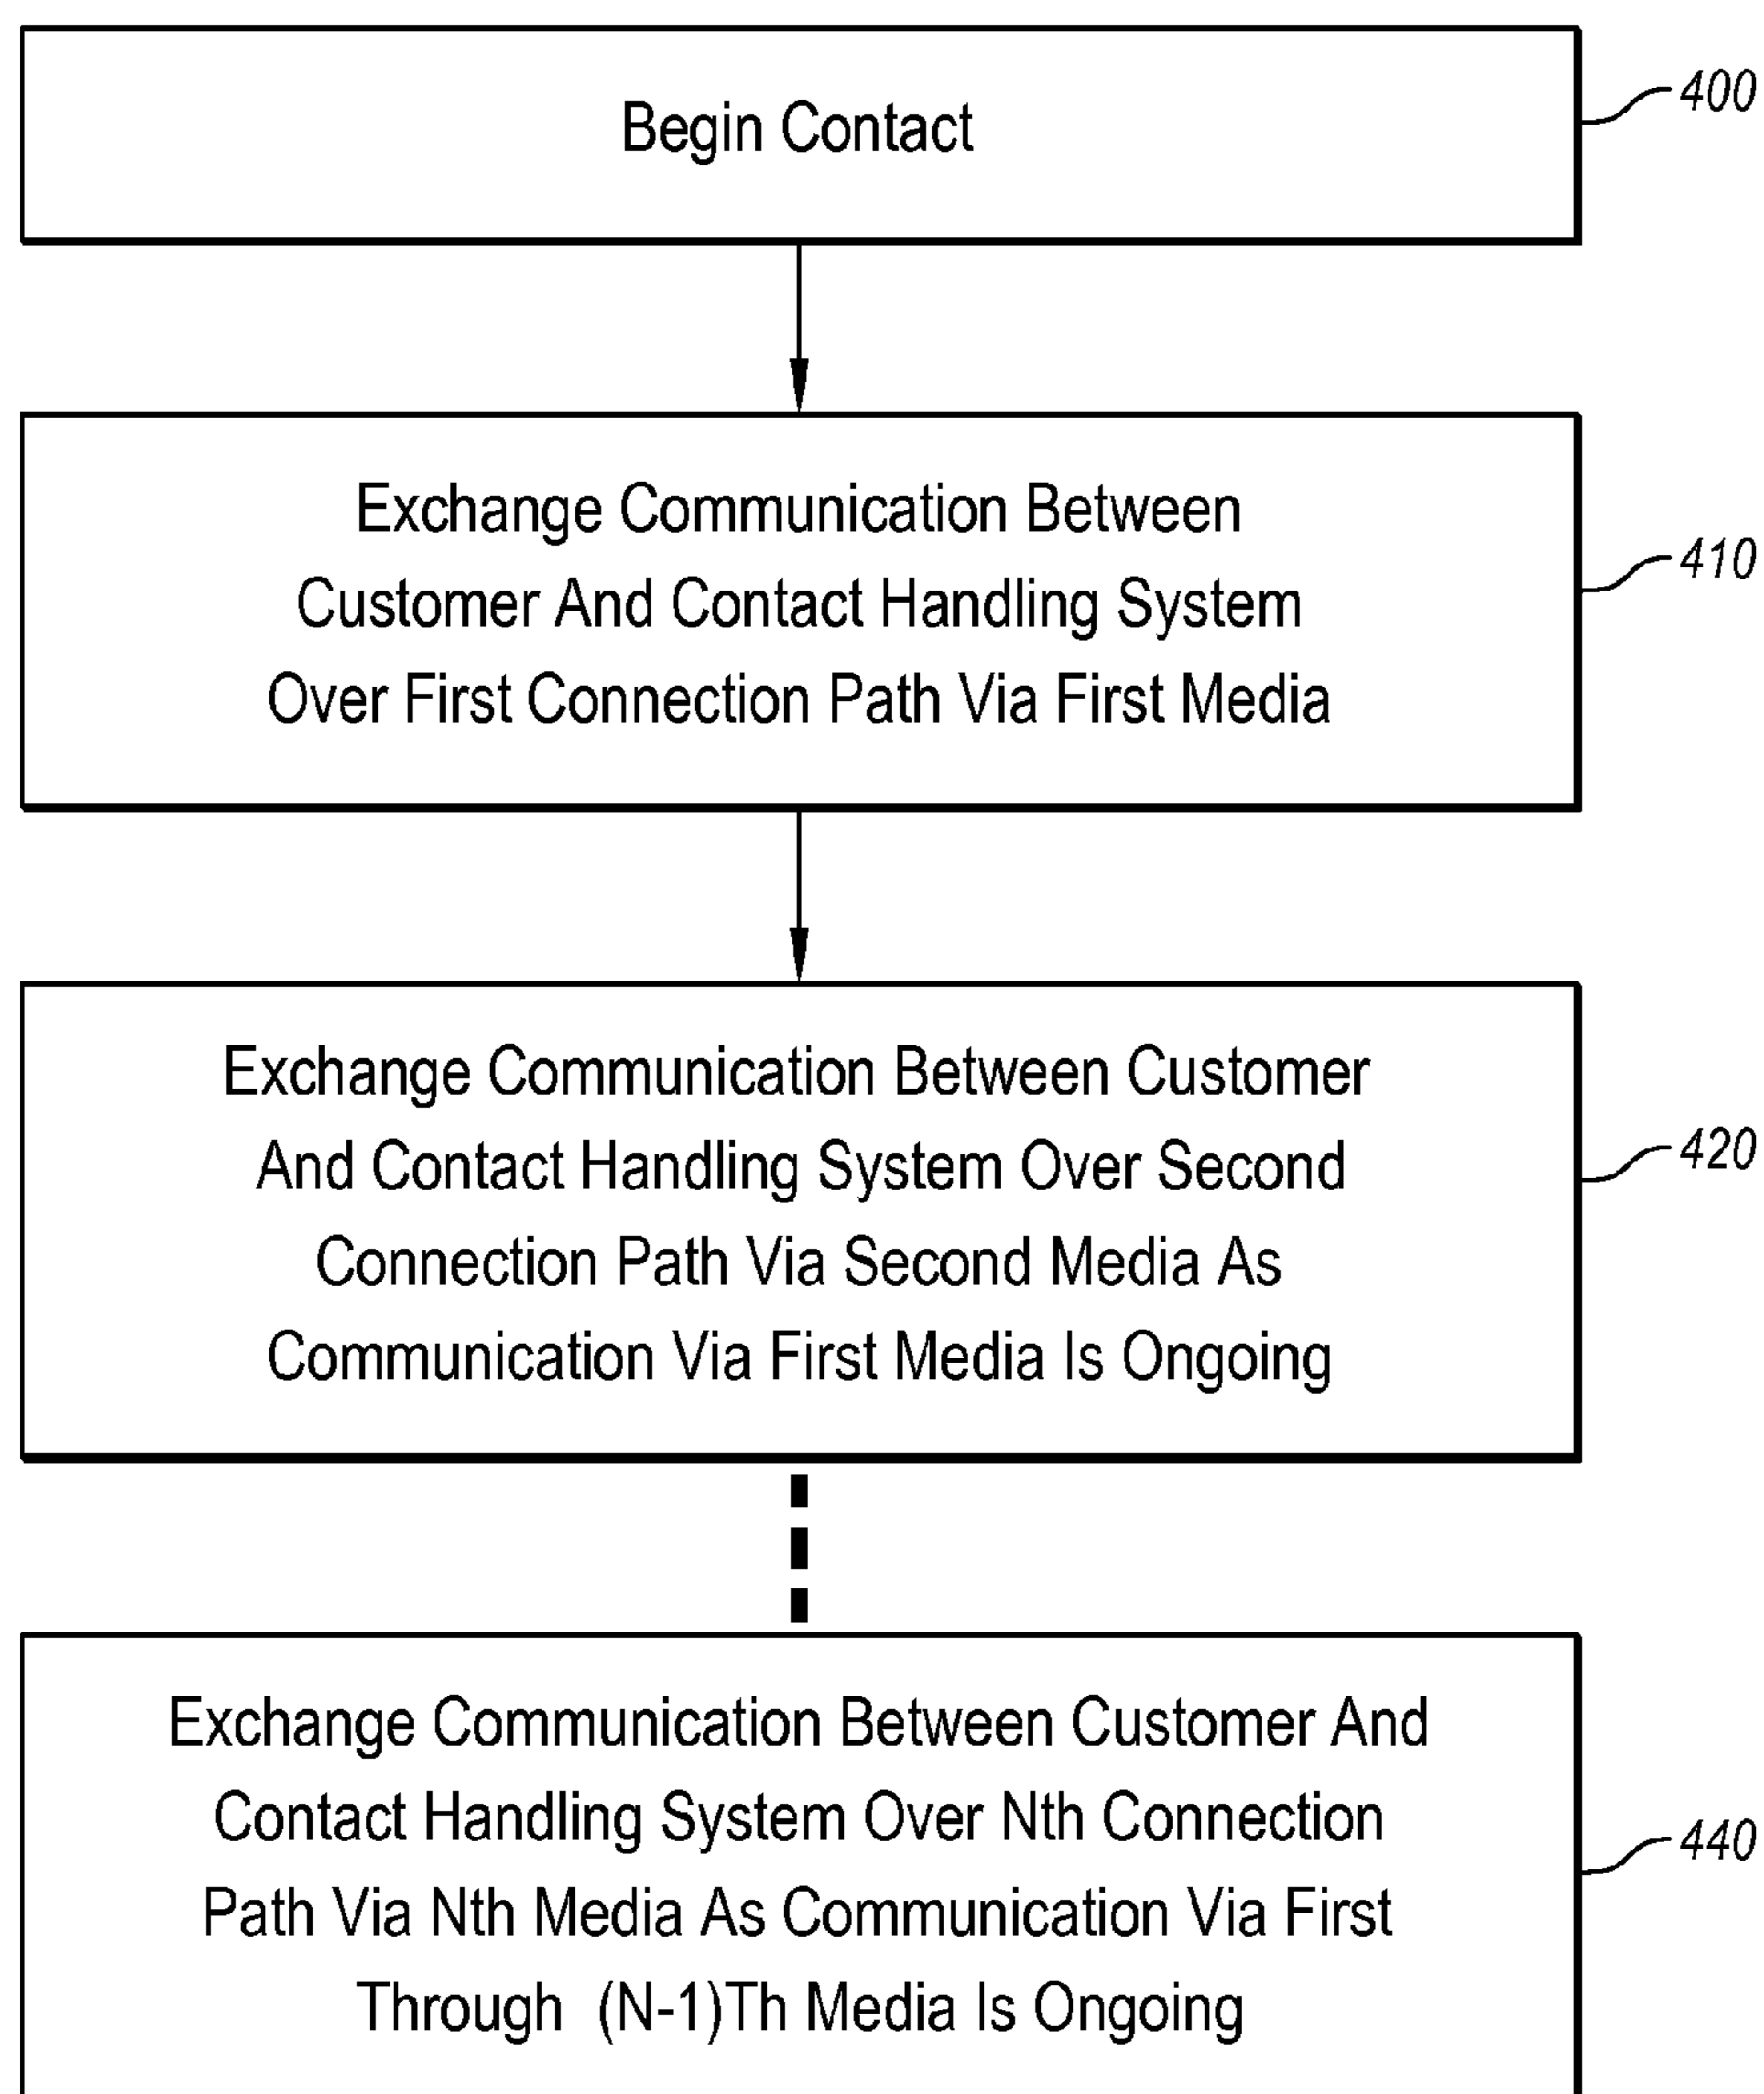 Begin Contact
400
Exchange Communication Between
Customer And Contact Handling System
Over First Connection Path Via First Media
410
Exchange Communication Between Customer
And Contact Handling System Over Second
Connection Path Via Second Media As
Communication Via First Media Is Ongoing
420
Exchange Communication Between Customer And
Contact Handling System Over Nth Connection
Path Via Nth Media As Communication Via First
Through (N-1)Th Media Is Ongoing
440